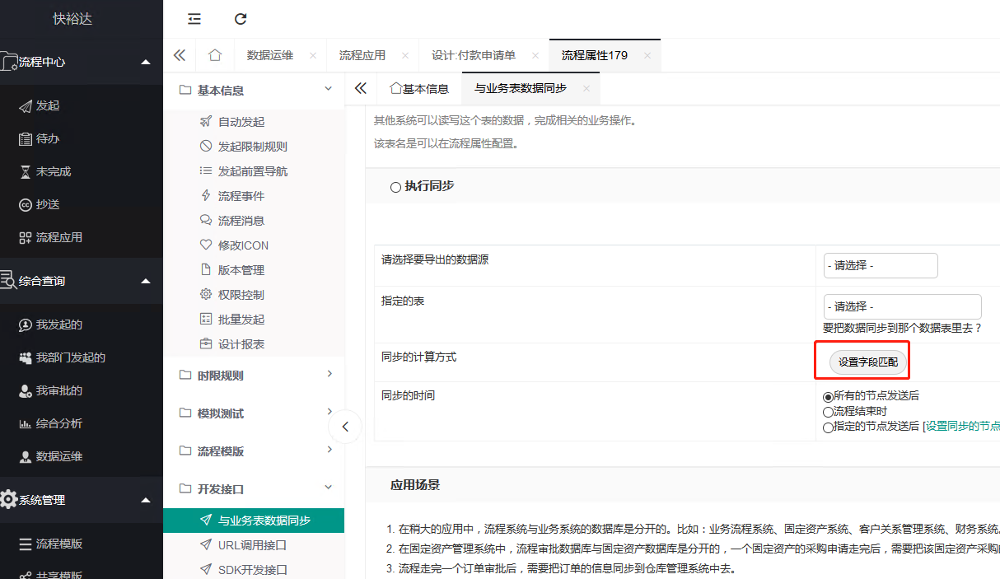 快裕达
流程中心
发起
待办
未完成
抄送
流程应用
综合查询
我发起的
我部门发起的
我审批的
综合分析
数据运维
系统管理
流程模版
共享模版
数据运维
流程应用
设计:付款申请单
流程属性179
基本信息
自动发起
发起限制规则
发起前置导航
流程事件
流程消息
修改ICON
版本管理
权限控制
批量发起
设计报表
时限规则
模拟测试
流程模版
开发接口
与业务表数据同步
URL调用接口
SDK开发接口
基本信息
与业务表数据同步
其他系统可以读写这个表的数据，完成相关的业务操作。
该表名是可以在流程属性配置。
执行同步
请选择要导出的数据源
- 请选择 -
指定的表
- 请选择 -
要把数据同步到那个数据表里去？
同步的计算方式
设置字段匹配
同步的时间
所有的节点发送后
流程结束时
指定的节点发送后 [设置同步的节点
应用场景
1. 在稍大的应用中，流程系统与业务系统的数据库是分开的。比如：业务流程系统、固定资产系统、客户关系管理系统、财务系统
2. 在固定资产管理系统中，流程审批数据库与固定资产数据库是分开的，一个固定资产的采购申请走完后，需要把该固定资产采购
3. 流程走完一个订单审批后，需要把订单的信息同步到仓库管理系统中去。